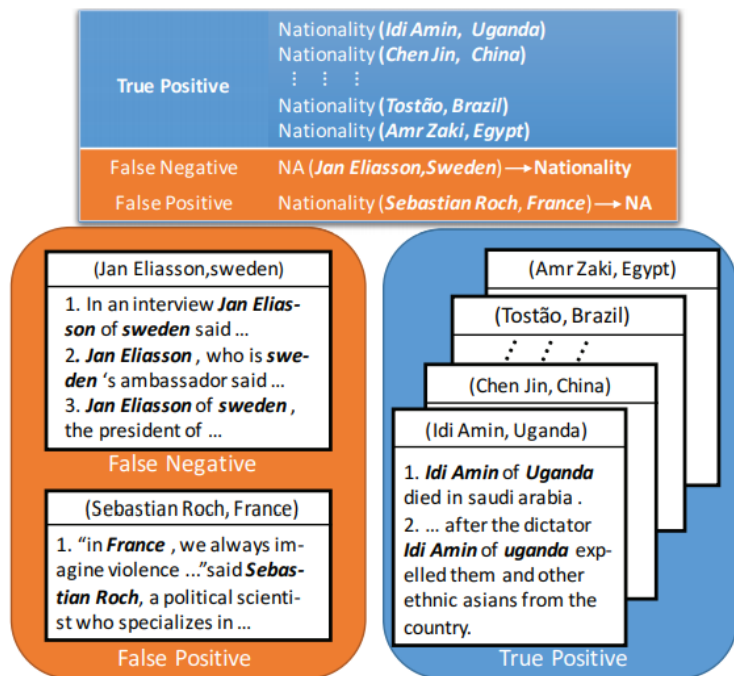 True Positive
Nationality (Idi Amin, Uganda)
Nationality (Chen Jin, China)
⋮ ⋮ ⋮
Nationality (Tostão, Brazil)
Nationality (Amr Zaki, Egypt)
False Negative NA (Jan Eliasson,Sweden)→Nationality
False Positive Nationality (Sebastian Roch, France)→NA
(Jan Eliasson,sweden)
1. In an interview Jan Elias-
son of sweden said ...
2. Jan Eliasson , who is swe-
den ‘s ambassador said ...
3. Jan Eliasson of sweden ,
the president of ...
False Negative
(Sebastian Roch, France)
1. “in France , we always im-
agine violence ...”said Sebas-
tian Roch, a political scienti-
st who specializes in ...
False Positive
(Amr Zaki, Egypt)
(Tostão, Brazil)
(Chen Jin, China)
(Idi Amin, Uganda)
1. Idi Amin of Uganda
died in saudi arabia .
2. ... after the dictator
Idi Amin of uganda exp-
elled them and other
ethnic asians from the
country.
True Positive